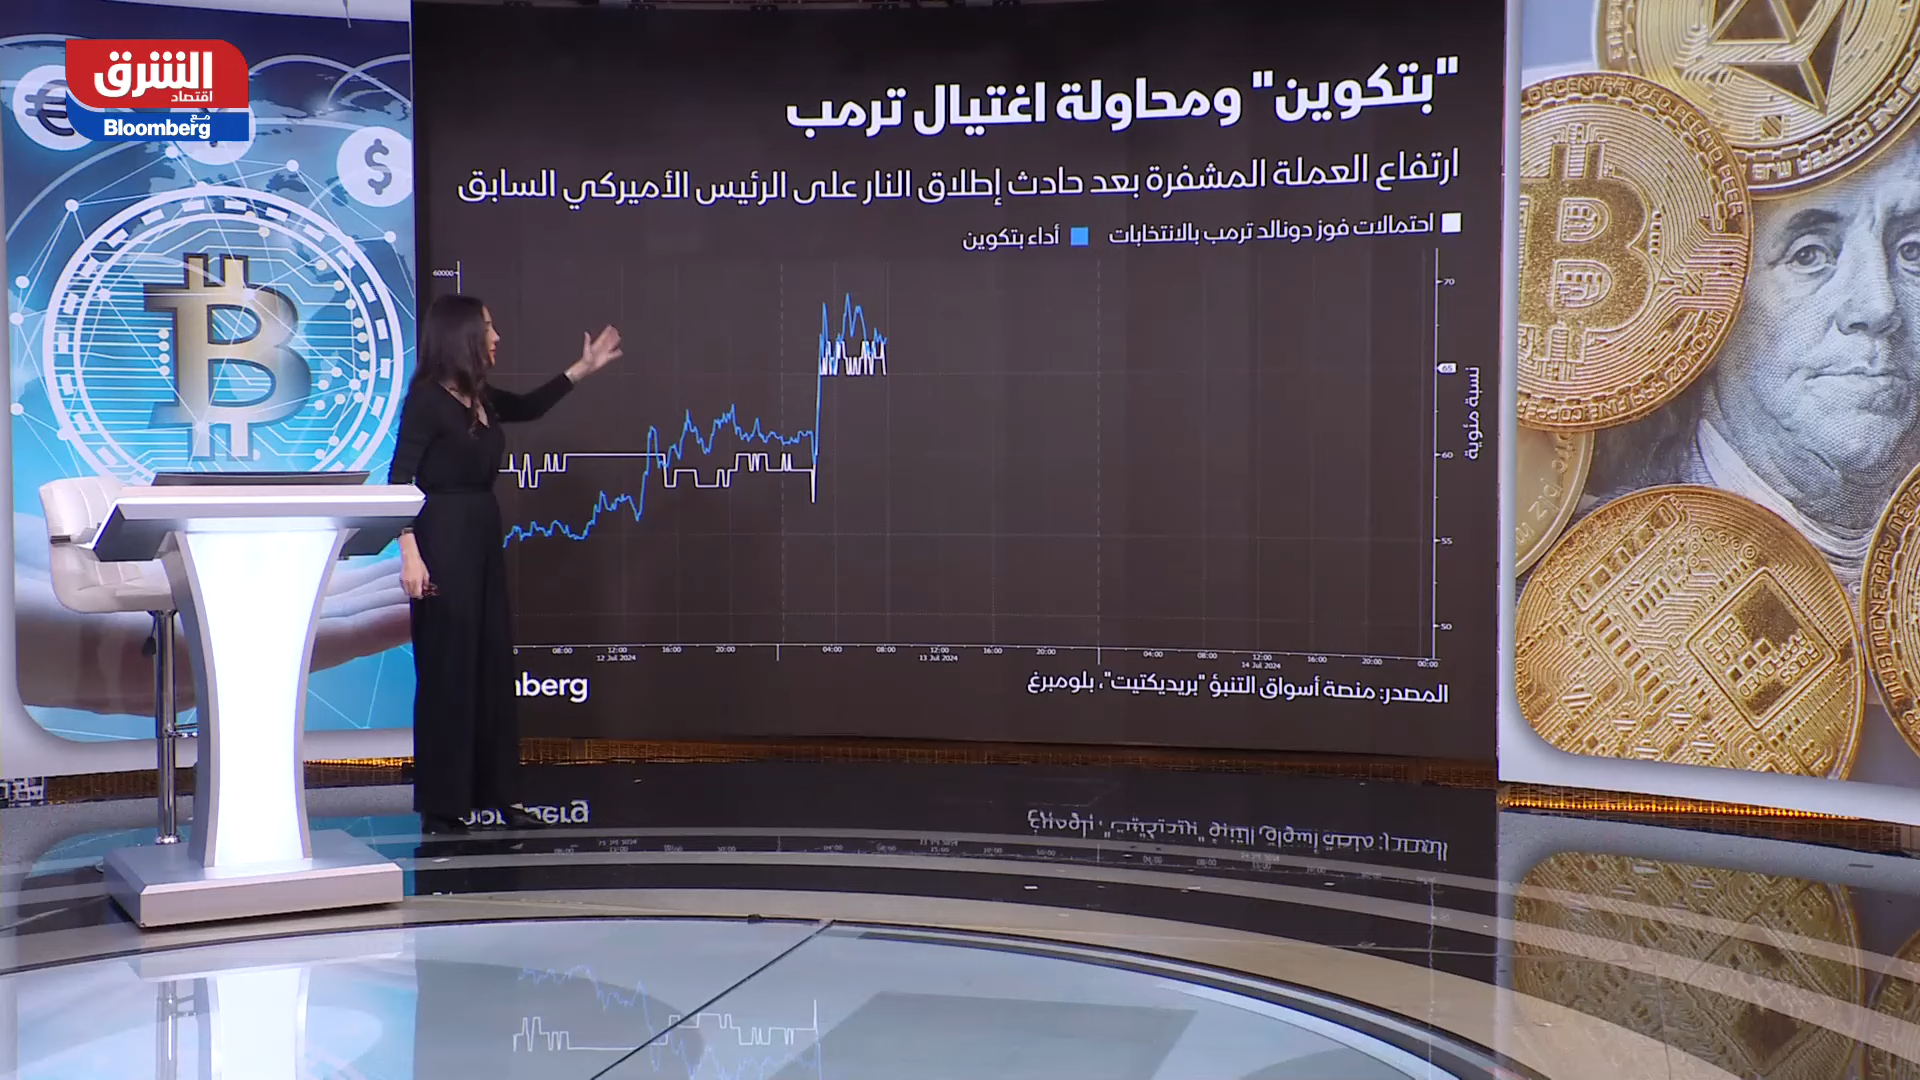 الشرق
اقتصاد
مع
Bloomberg
"بتكوين" ومحاولة اغتيال ترمب
ارتفاع العملة المشفرة بعد حادث إطلاق النار على الرئيس الأميركي السابق
احتمالات فوز دونالد ترمب بالانتخابات
أداء بتكوين
60000
70
65
60
55
50
نسبة مئوية
08:00 12:00 16:00 20:00 04:00 08:00 12:00 16:00 20:00 04:00 08:00 12:00 16:00 20:00 00:00
12 Jul 2024 13 Jul 2024 14 Jul 2024
المصدر: منصة أسواق التنبؤ "بريديكتيت"، بلومبرغ
berg